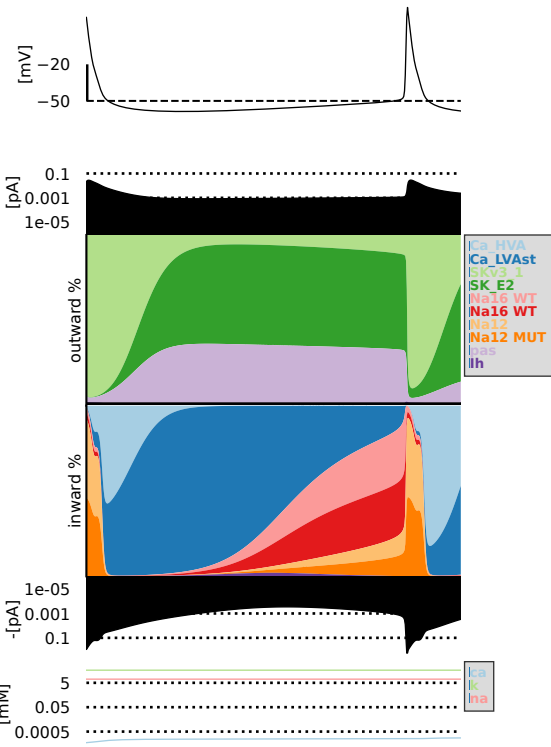 [mV]
−20
−50
[pA]
0.1
0.001
1e-05
outward %
Ca_HVA
Ca_LVAst
SKv3_1
SK_E2
Na16 WT
Na16 WT
Na12
Na12 MUT
pas
Ih
inward %
-[pA]
1e-05
0.001
0.1
[mM]
5
0.05
0.0005
ca
k
na